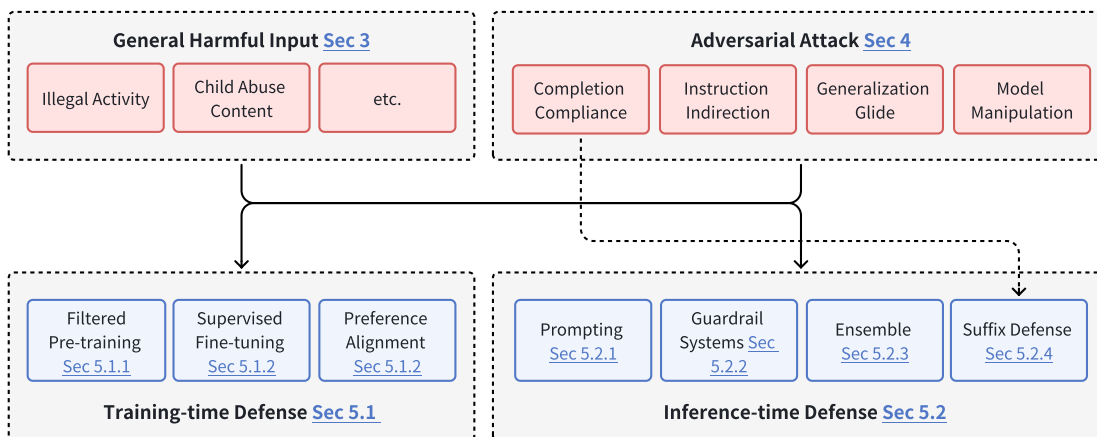 General Harmful Input Sec 3
Illegal Activity
Child Abuse
Content
etc.
Adversarial Attack Sec 4
Completion
Compliance
Instruction
Indirection
Generalization
Glide
Model
Manipulation
Filtered
Pre-training
Sec 5.1.1
Supervised
Fine-tuning
Sec 5.1.2
Preference
Alignment
Sec 5.1.2
Training-time Defense Sec 5.1
Prompting
Sec 5.2.1
Guardrail
Systems Sec
5.2.2
Ensemble
Sec 5.2.3
Suffix Defense
Sec 5.2.4
Inference-time Defense Sec 5.2